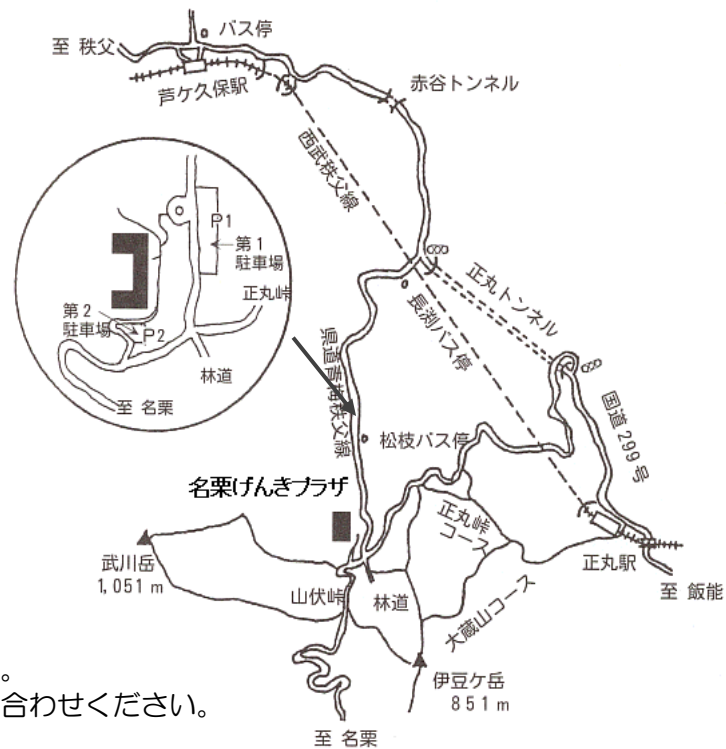 バス停
至 秩父
芦ケ久保駅
赤谷トンネル
西武秩父線
P1
第1
駐車場
正丸峠
第2
駐車場
P2
林道
至 名栗
正丸トンネル
長渕バス停
県道青梅秩父線
国道299号
松枝バス停
名栗げんきプラザ
正丸峠
コース
武川岳
1,051m
正丸駅
山伏峠
林道
大蔵山コース
至 飯能
伊豆ケ岳
851m
。
合わせください。
至 名栗